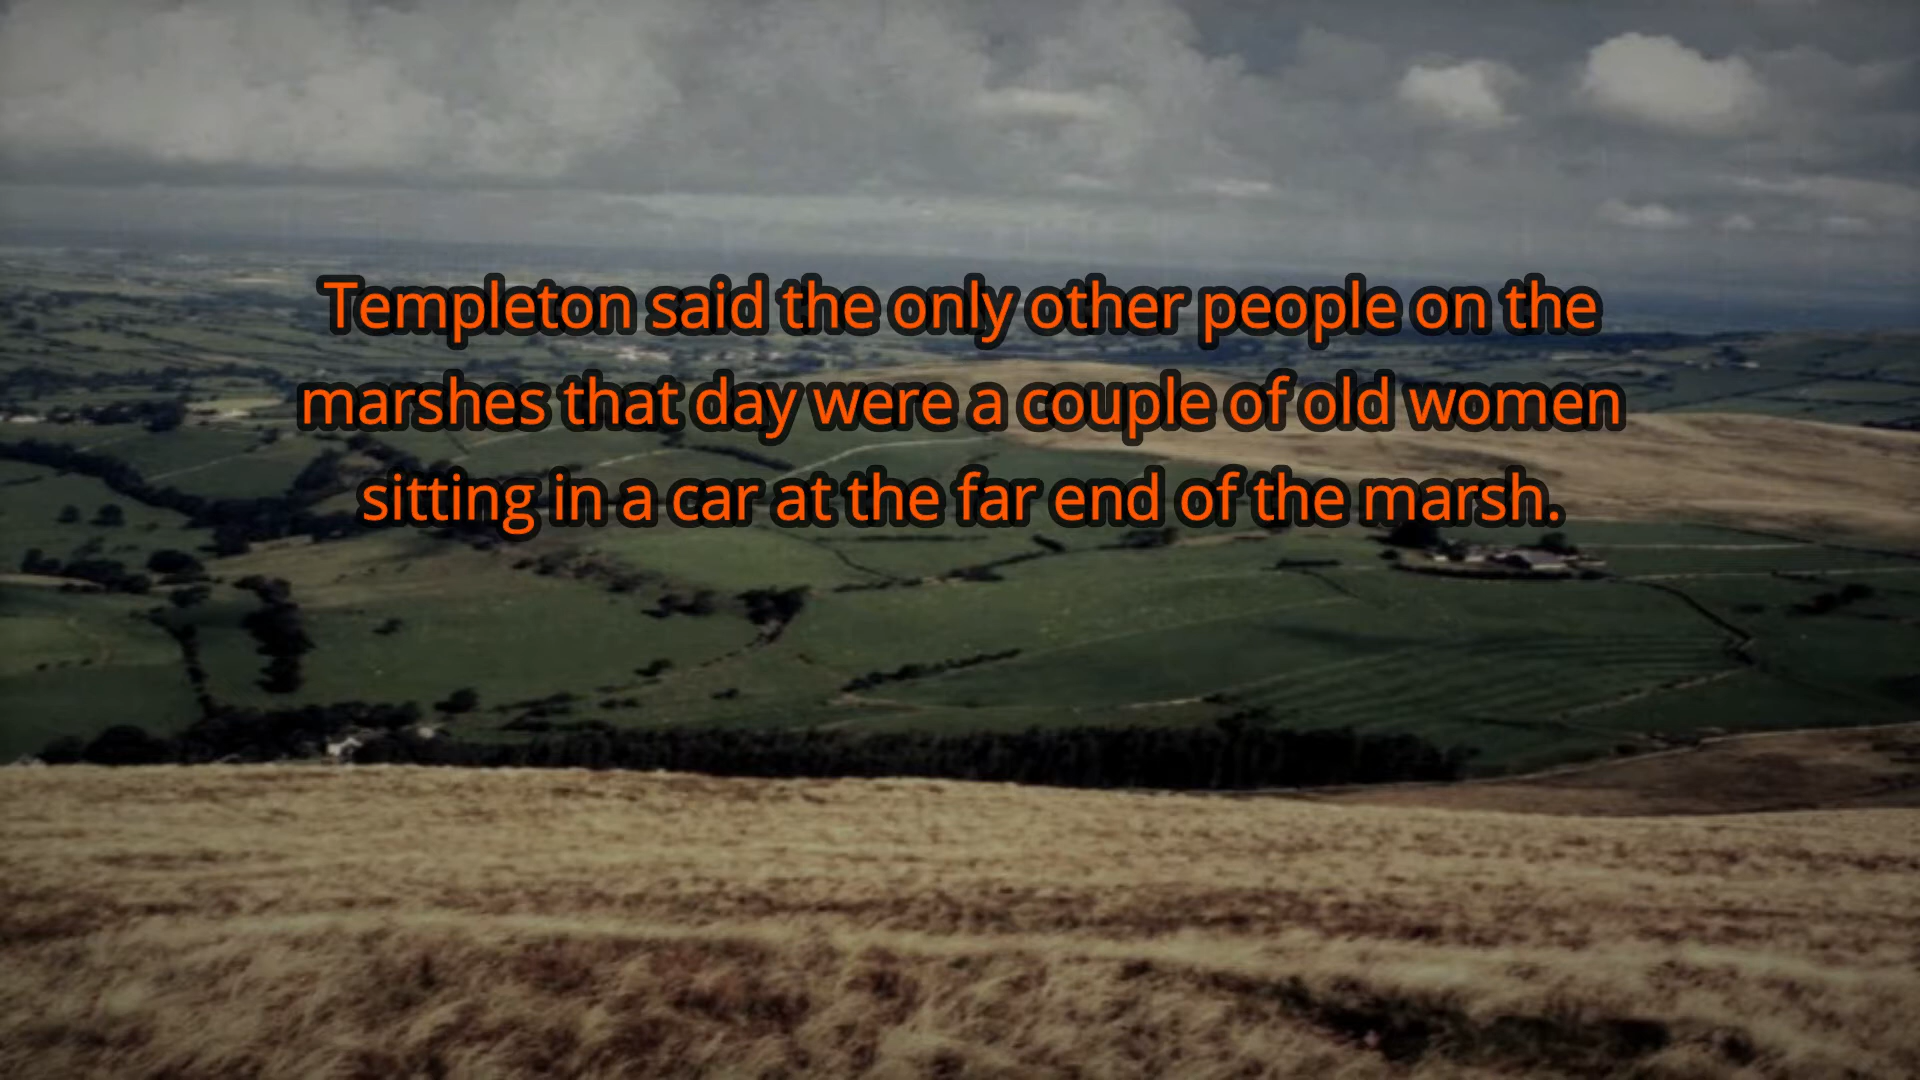 Templeton said the only other people on the
marshes that day were a couple of old women
sitting in a car at the far end of the marsh.